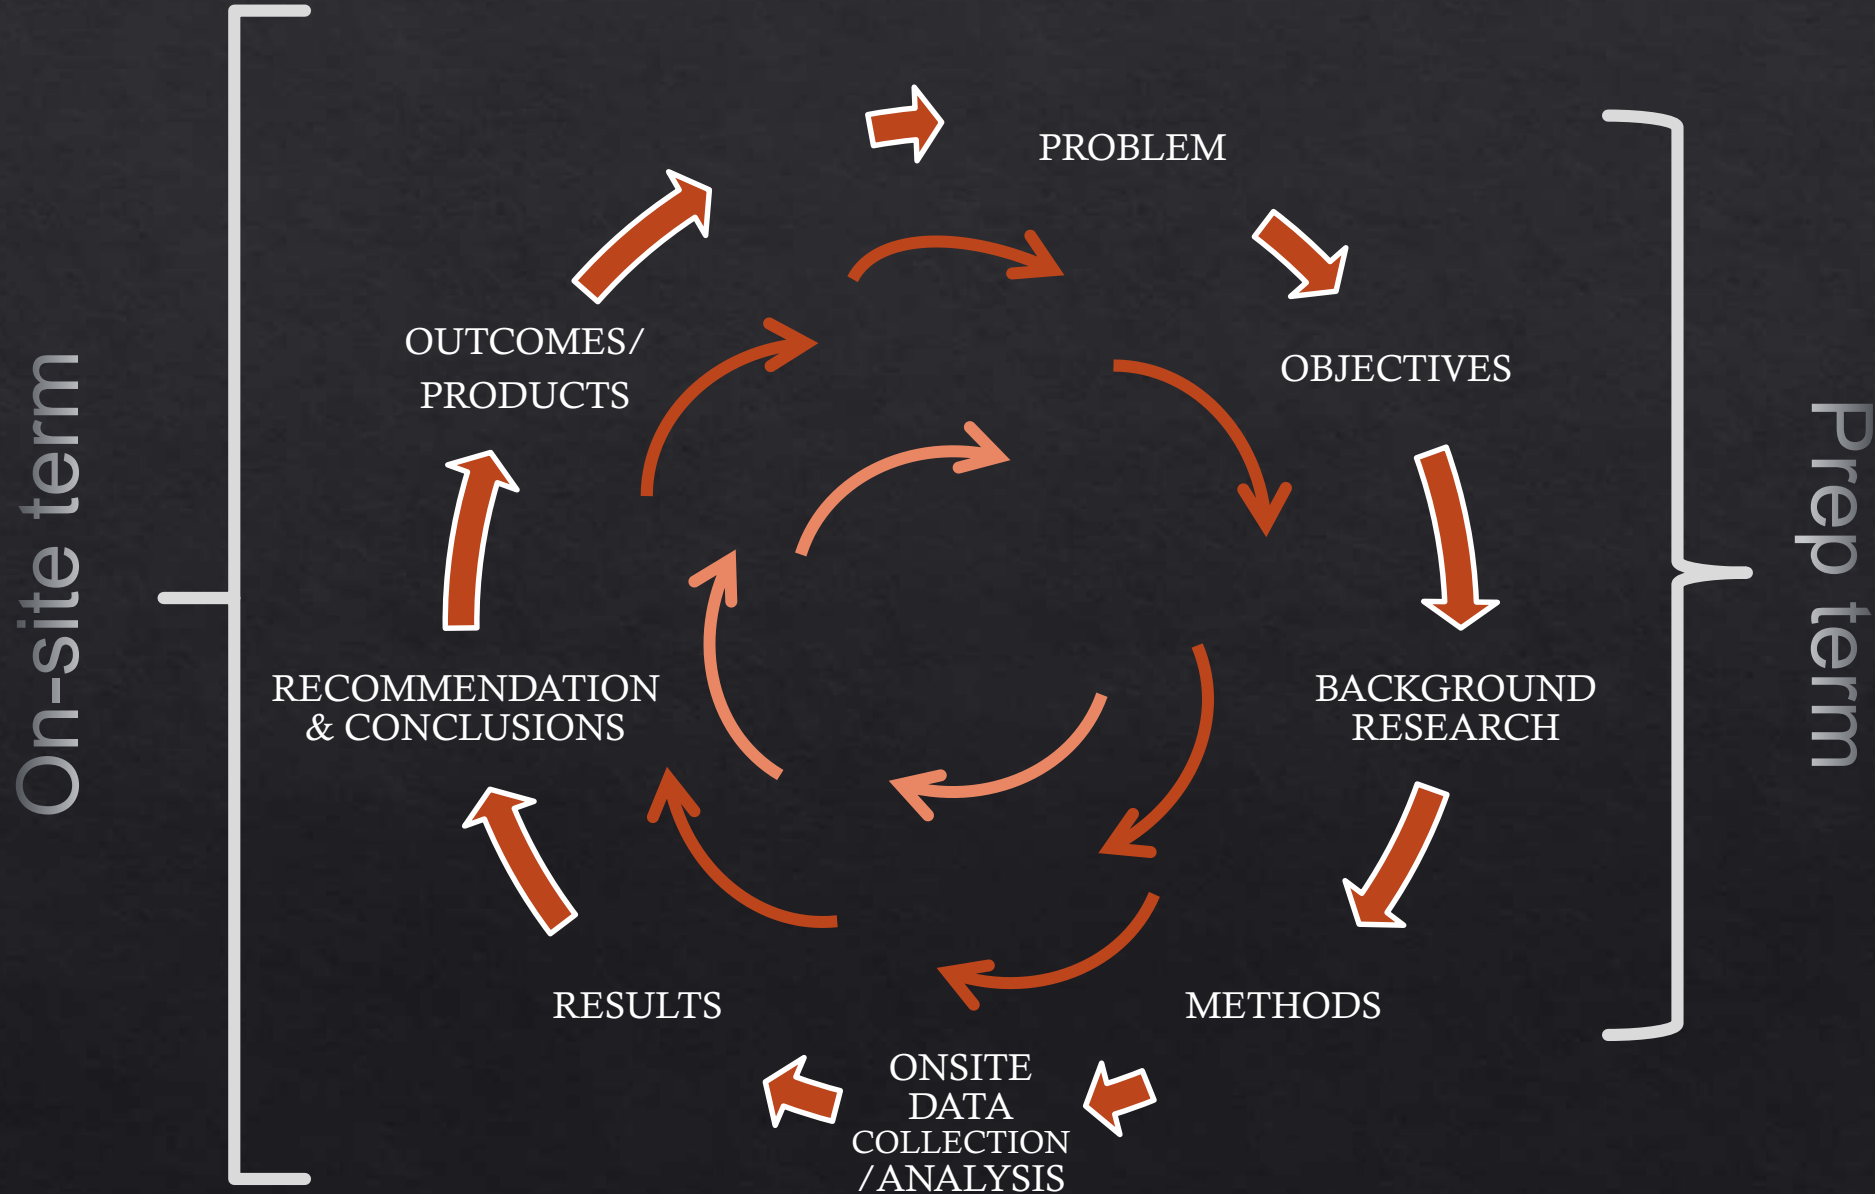 PROBLEM
OBJECTIVES
BACKGROUND
RESEARCH
METHODS
ONSITE
DATA
COLLECTION
/ANALYSIS
RESULTS
RECOMMENDATION
& CONCLUSIONS
OUTCOMES/
PRODUCTS
On-site term
Prep term